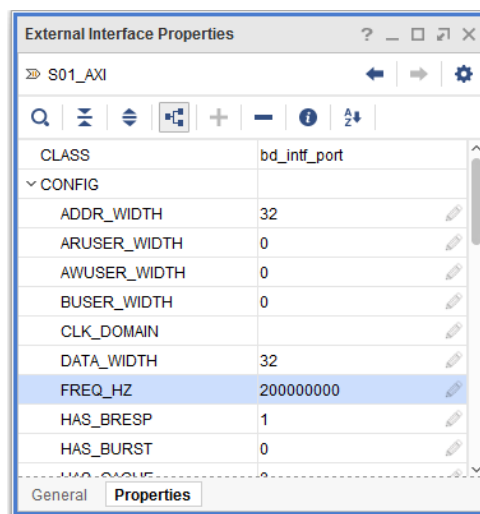 External Interface Properties
S01_AXI
CLASS bd_intf_port
CONFIG
ADDR_WIDTH 32
ARUSER_WIDTH 0
AWUSER_WIDTH 0
BUSER_WIDTH 0
CLK_DOMAIN
DATA_WIDTH 32
FREQ_HZ 200000000
HAS_BRESP 1
HAS_BURST 0
General Properties